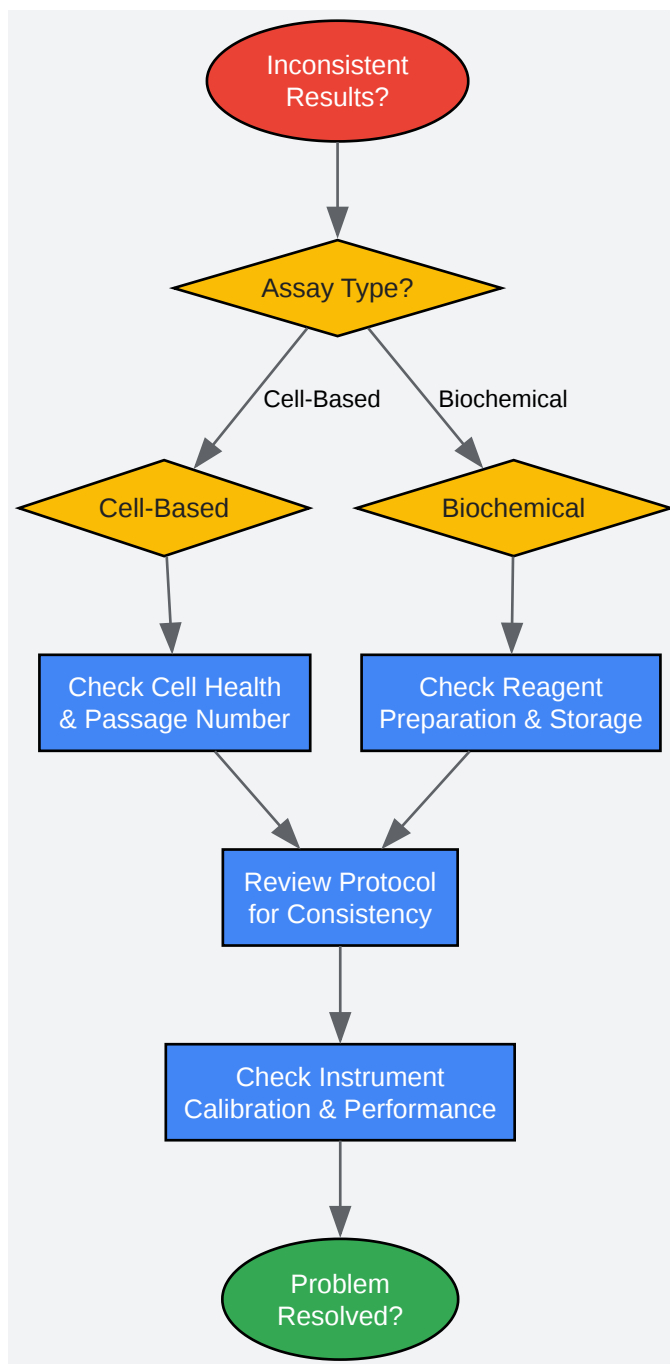 Inconsistent
Results?
Assay Type?
Cell-Based
Biochemical
Cell-Based
Biochemical
Check Cell Health
& Passage Number
Check Reagent
Preparation & Storage
Review Protocol
for Consistency
Check Instrument
Calibration & Performance
Problem
Resolved?